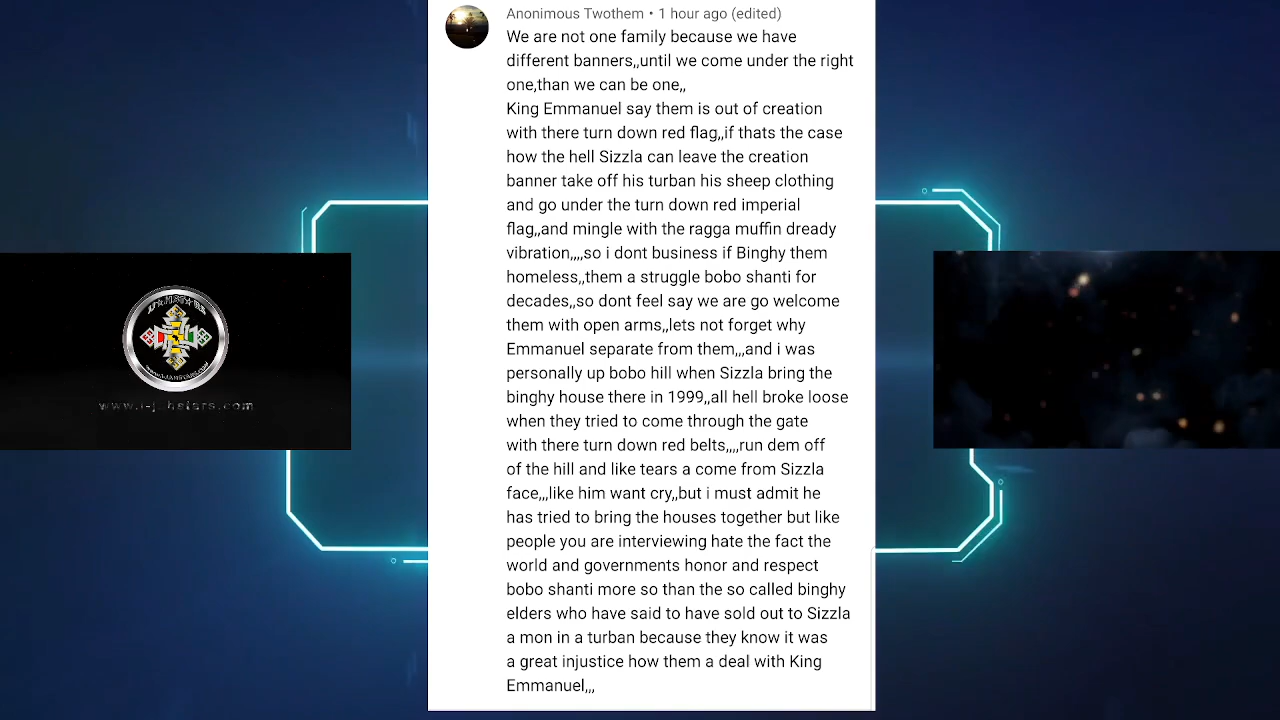 Anonimous Twothem • 1 hour ago (edited)
We are not one family because we have
different banners,,until we come under the right
one,than we can be one,,
King Emmanuel say them is out of creation
with there turn down red flag,,if thats the case
how the hell Sizzla can leave the creation
banner take off his turban his sheep clothing
and go under the turn down red imperial
flag,,and mingle with the ragga muffin dready
vibration,,,,so i dont business if Binghy them
homeless,,them a struggle bobo shanti for
decades,,so dont feel say we are go welcome
them with open arms,,lets not forget why
Emmanuel separate from them,,,and i was
personally up bobo hill when Sizzla bring the
binghy house there in 1999,,all hell broke loose
when they tried to come through the gate
with there turn down red belts,,,,run dem off
of the hill and like tears a come from Sizzla
face,,,like him want cry,,but i must admit he
has tried to bring the houses together but like
people you are interviewing hate the fact the
world and governments honor and respect
bobo shanti more so than the so called binghy
elders who have said to have sold out to Sizzla
a mon in a turban because they know it was
a great injustice how them a deal with King
Emmanuel,,,